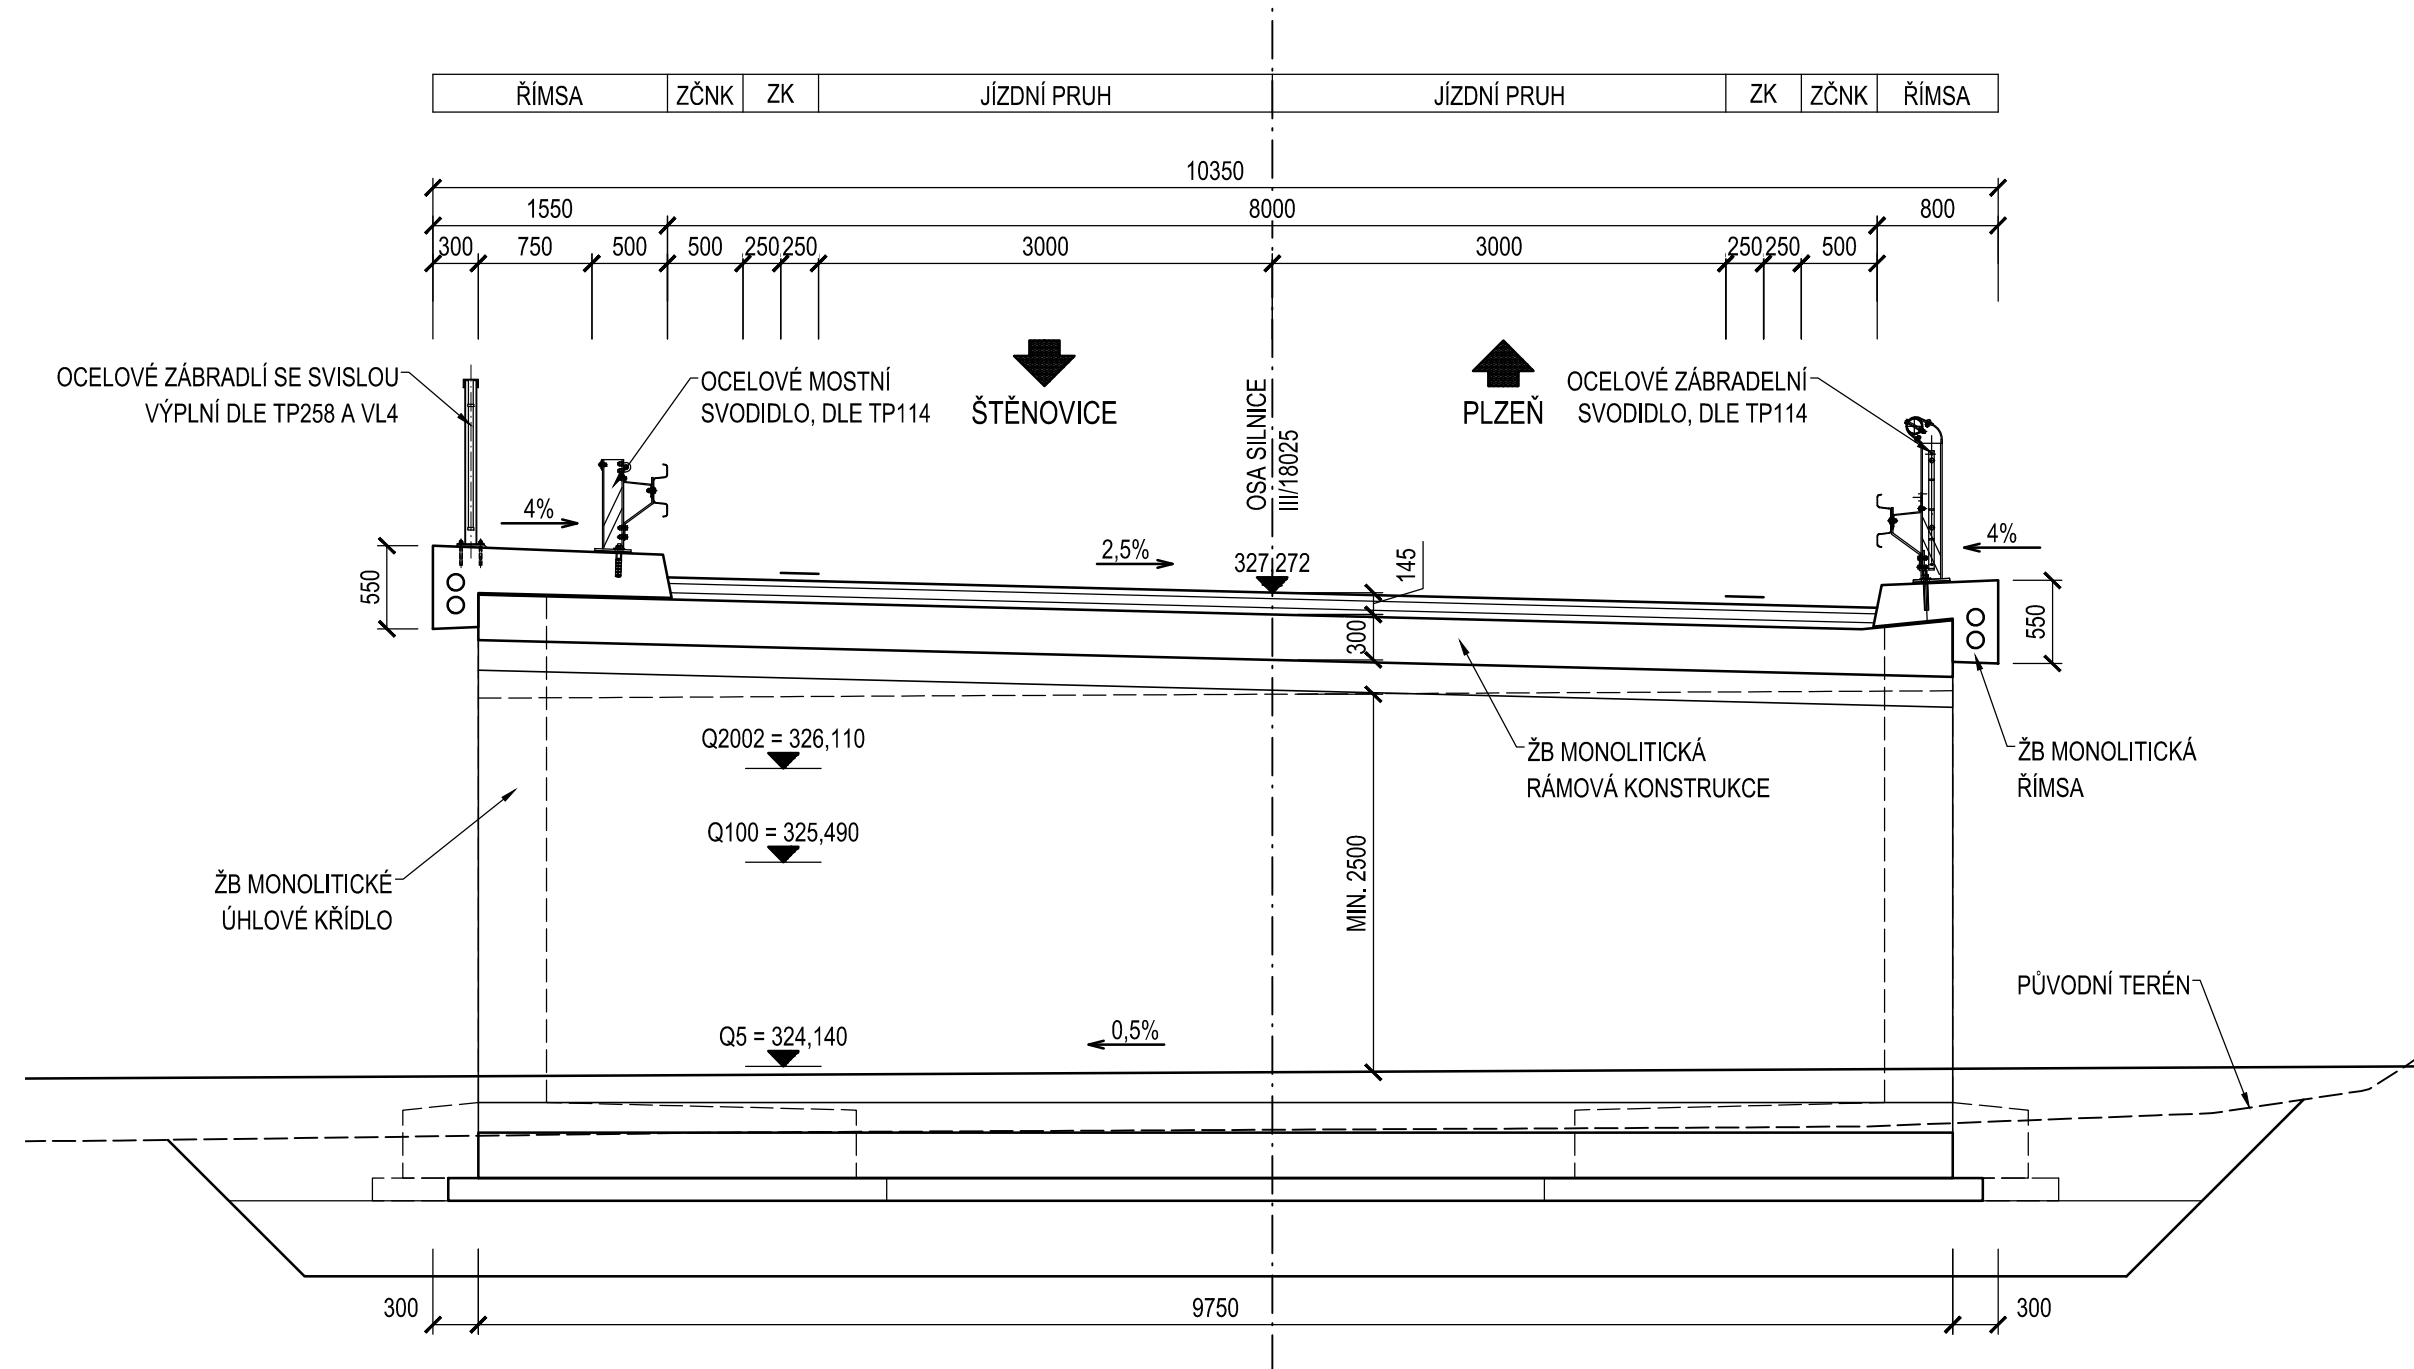 ŘÍMSA ZČNK ZK JÍZDNÍ PRUH JÍZDNÍ PRUH ZK ZČNK ŘÍMSA
10350
1550 8000 800
300 750 500 500 250 250 3000 3000 250 250 500
OCELOVÉ ZÁBRADLÍ SE SVISLOU
VÝPLNÍ DLE TP258 A VL4
OCELOVÉ MOSTNÍ
SVODIDLO, DLE TP114
ŠTĚNOVICE
OSA SILNICE
III/18025
PLZEŇ
OCELOVÉ ZÁBRADELNÍ
SVODIDLO, DLE TP114
4%
2,5%
327,272
145
4%
550
300
550
Q2002 = 326,110
ŽB MONOLITICKÁ
RÁMOVÁ KONSTRUKCE
ŽB MONOLITICKÁ
ŘÍMSA
Q100 = 325,490
MIN. 2500
ŽB MONOLITICKÉ
ÚHLOVÉ KŘÍDLO
PŮVODNÍ TERÉN
Q5 = 324,140
0,5%
300 9750 300